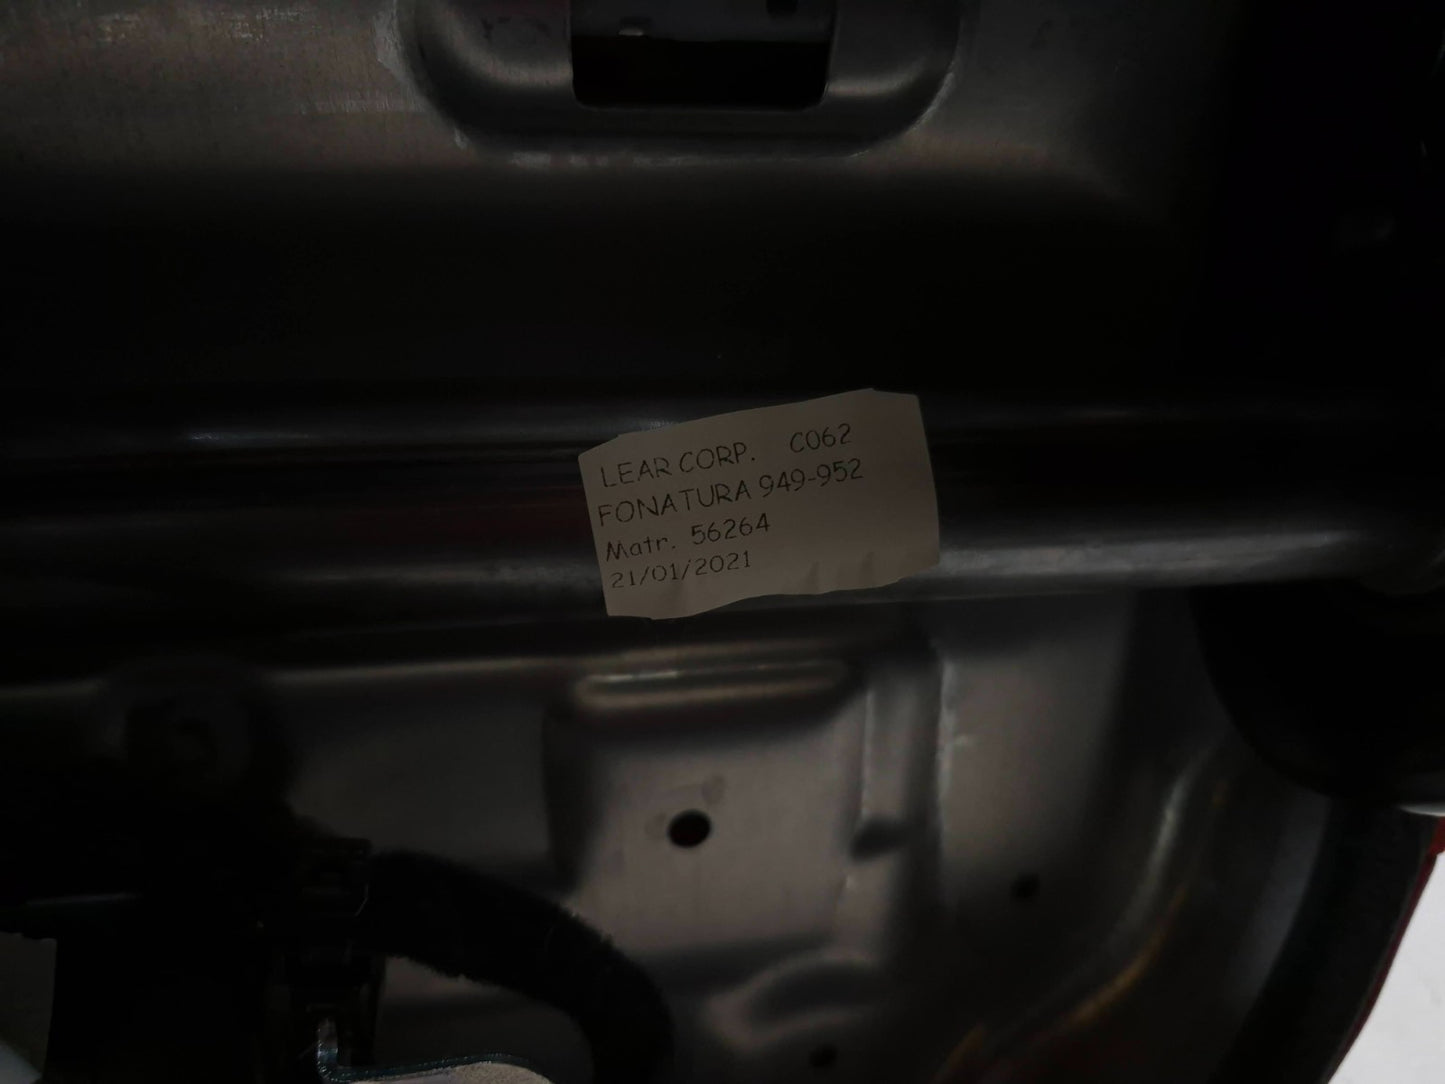 LEAR CORP. C062
FONATURA 949-952
Matr. 56264
21/01/2021